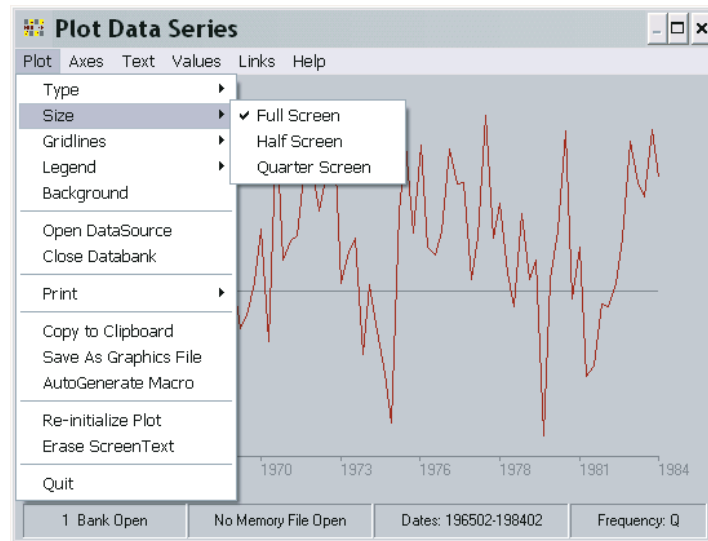 Plot Data Series
Plot Axes Text Values Links Help
Type
Size
Full Screen
Gridlines
Half Screen
Legend
Quarter Screen
Background
Open DataSource
Close Databank
Print
Copy to Clipboard
Save As Graphics File
AutoGenerate Macro
Re-initialize Plot
Erase ScreenText
Quit
1970 1973 1976 1978 1981 1984
1 Bank Open No Memory File Open Dates: 196502-198402 Frequency: Q